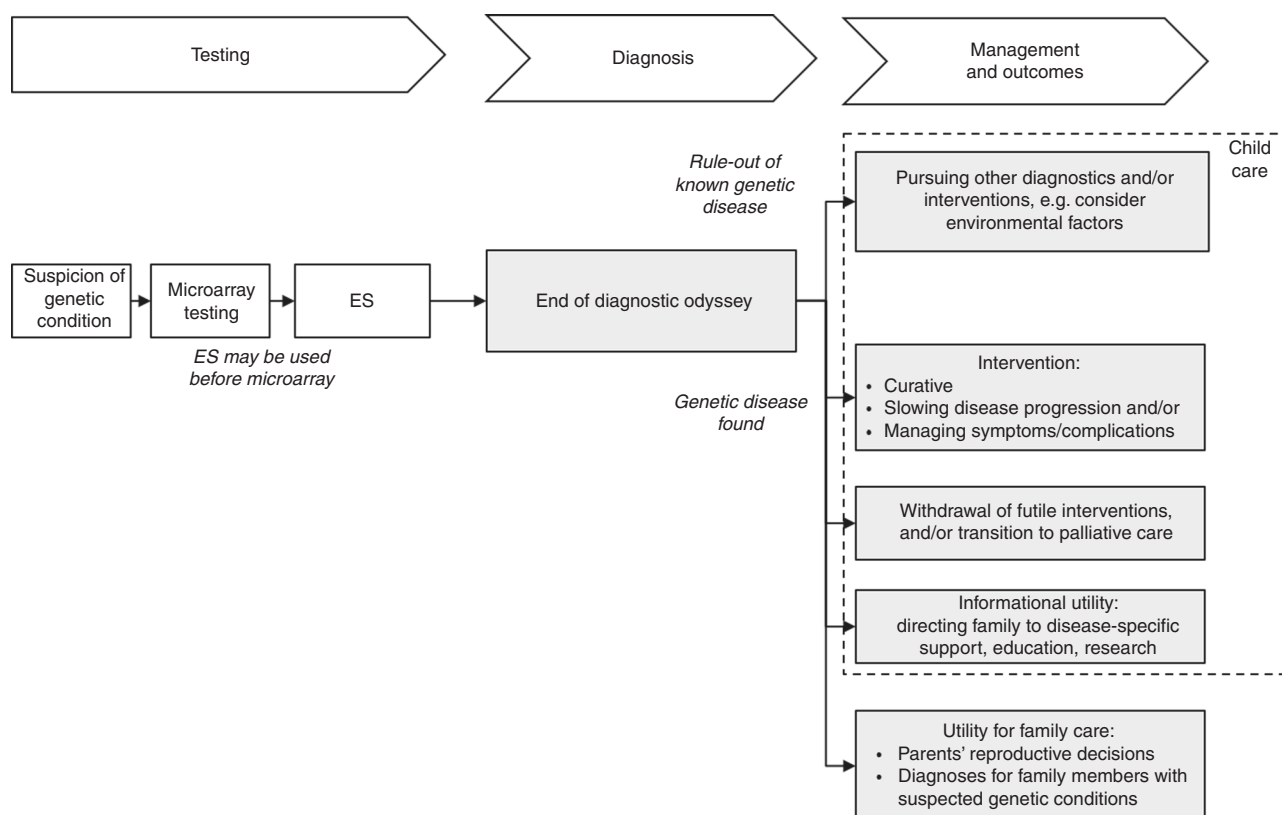 Testing
Diagnosis
Management
and outcomes
Child
care
Rule-out of
known genetic
disease
Pursuing other diagnostics and/or
interventions, e.g. consider
environmental factors
Suspicion of
genetic
condition
Microarray
testing
ES
End of diagnostic odyssey
ES may be used
before microarray
Genetic disease
found
Intervention:
• Curative
• Slowing disease progression and/or
• Managing symptoms/complications
Withdrawal of futile interventions,
and/or transition to palliative care
Informational utility:
directing family to disease-specific
support, education, research
Utility for family care:
• Parents' reproductive decisions
• Diagnoses for family members with
suspected genetic conditions